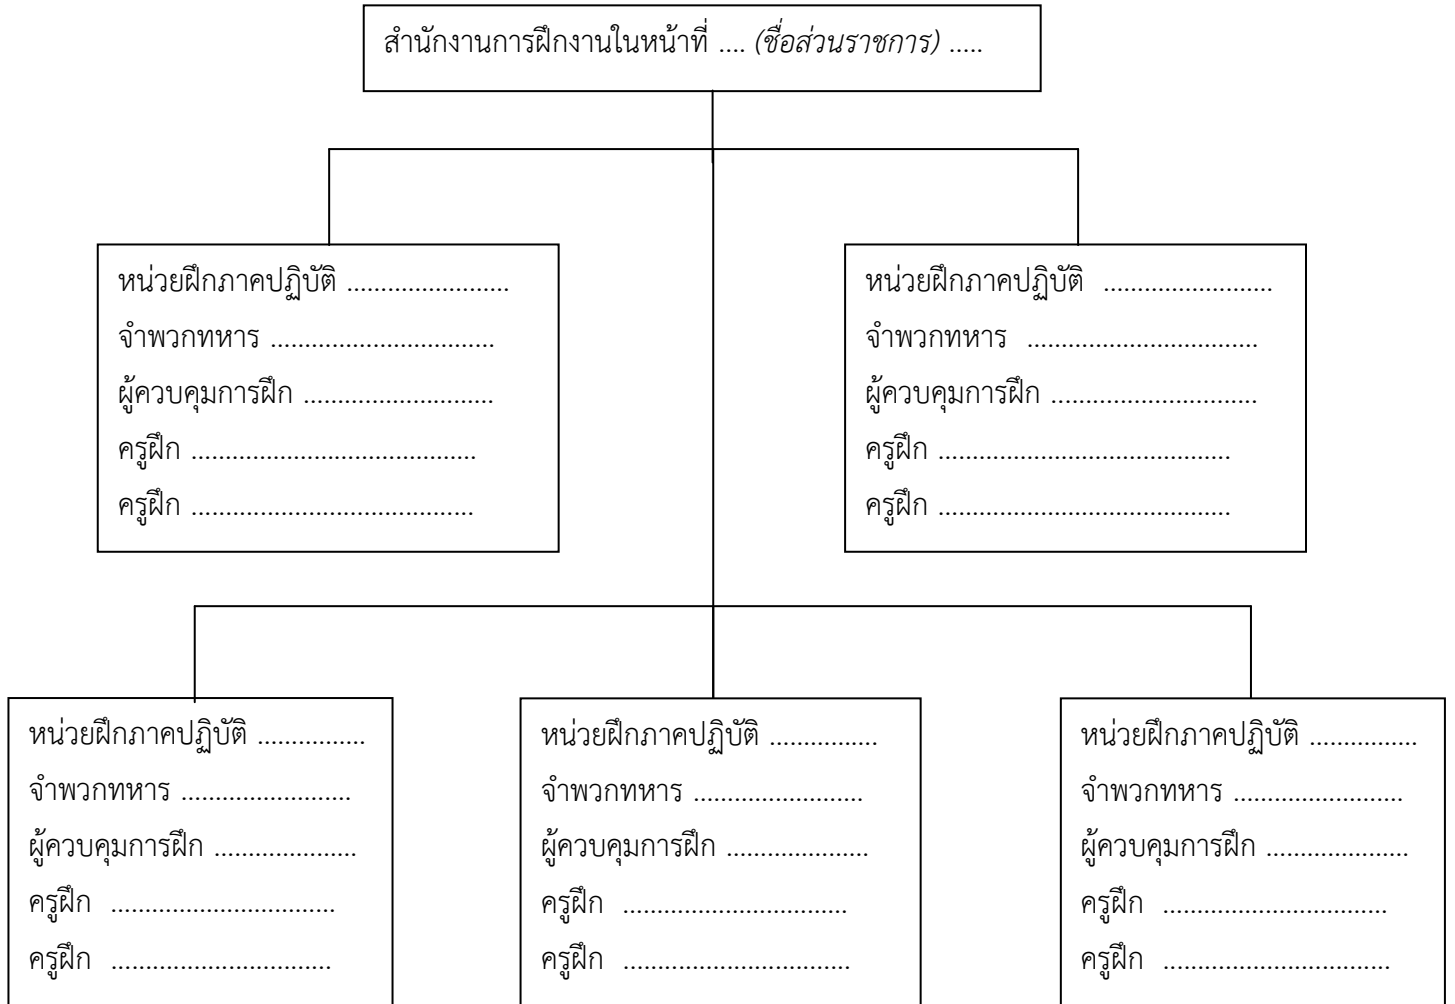 สำนักงานการฝึกงานในหน้าที่ .... (ชื่อส่วนราชการ) .....
หน่วยฝึกภาคปฏิบัติ ........................
จำพวกทหาร .................................
ผู้ควบคุมการฝึก ............................
ครูฝึก ..........................................
ครูฝึก .........................................
หน่วยฝึกภาคปฏิบัติ .........................
จำพวกทหาร ..................................
ผู้ควบคุมการฝึก ..............................
ครูฝึก ...........................................
ครูฝึก ...........................................
หน่วยฝึกภาคปฏิบัติ ................
จำพวกทหาร .........................
ผู้ควบคุมการฝึก .....................
ครูฝึก .................................
ครูฝึก ................................
หน่วยฝึกภาคปฏิบัติ ................
จำพวกทหาร .........................
ผู้ควบคุมการฝึก .....................
ครูฝึก .................................
ครูฝึก .................................
หน่วยฝึกภาคปฏิบัติ ................
จำพวกทหาร .........................
ผู้ควบคุมการฝึก .....................
ครูฝึก .................................
ครูฝึก .................................